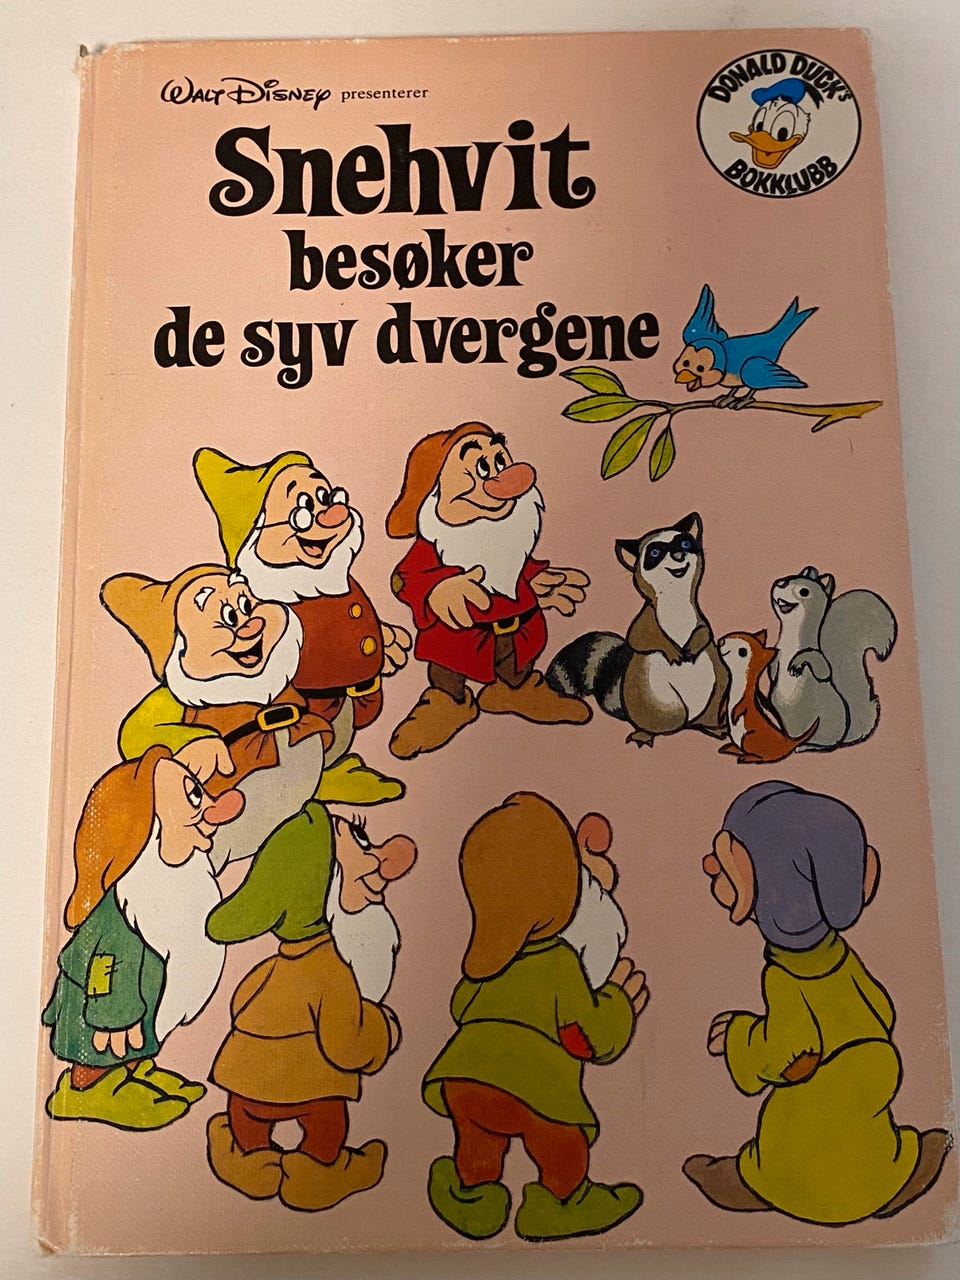 WALT DISNEY presenterer
Snehvit
besøker
de syv dvergene
DONALD DUCK's
BOKKLUBB